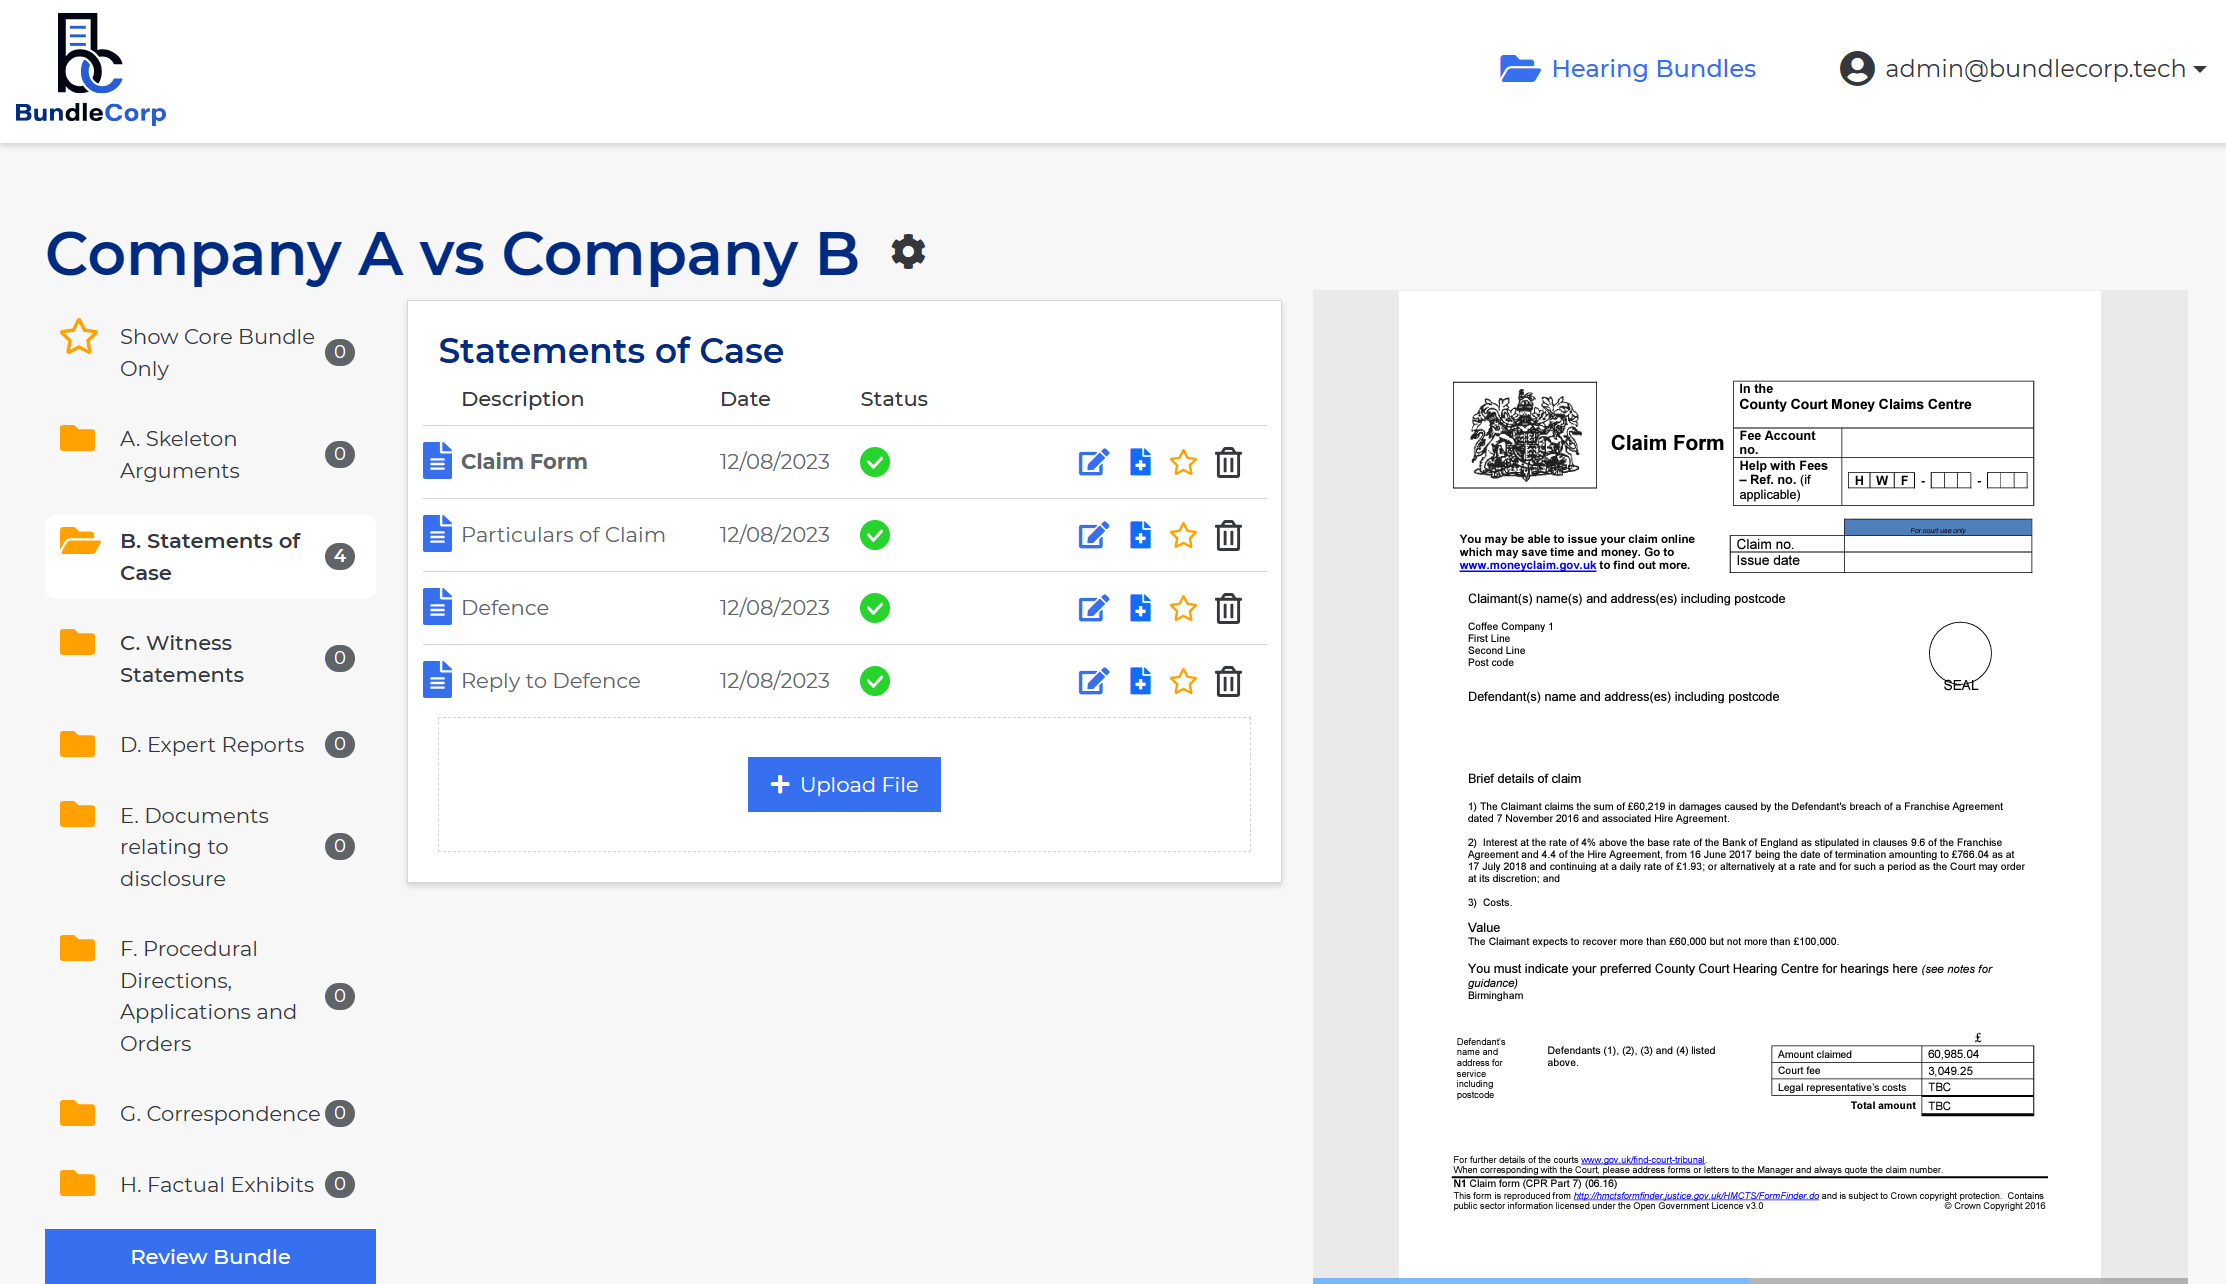 bc
BundleCorp
Hearing Bundles
admin@bundlecorp.tech
Company A vs Company B
Show Core Bundle
Only
0
A. Skeleton
Arguments
0
B. Statements of
Case
4
C. Witness
Statements
0
D. Expert Reports
0
E. Documents
relating to
disclosure
0
F. Procedural
Directions,
Applications and
Orders
0
G. Correspondence
0
H. Factual Exhibits
0
Review Bundle
Statements of Case
Description Date Status
Claim Form 12/08/2023
Particulars of Claim 12/08/2023
Defence 12/08/2023
Reply to Defence 12/08/2023
+ Upload File
Claim Form
In the
County Court Money Claims Centre
Fee Account
no.
Help with Fees
– Ref. no. (if
applicable)
H W F - -
For court use only
Claim no.
Issue date
You may be able to issue your claim online
which may save time and money. Go to
www.moneyclaim.gov.uk to find out more.
Claimant(s) name(s) and address(es) including postcode
Coffee Company 1
First Line
Second Line
Post code
SEAL
Defendant(s) name and address(es) including postcode
Brief details of claim
1) The Claimant claims the sum of £60,219 in damages caused by the Defendant's breach of a Franchise Agreement
dated 7 November 2016 and associated Hire Agreement.
2) Interest at the rate of 4% above the base rate of the Bank of England as stipulated in clauses 9.6 of the Franchise
Agreement and 4.4 of the Hire Agreement, from 16 June 2017 being the date of termination amounting to £766.04 as at
17 July 2018 and continuing at a daily rate of £1.93; or alternatively at a rate and for such a period as the Court may order
at its discretion; and
3) Costs.
Value
The Claimant expects to recover more than £60,000 but not more than £100,000.
You must indicate your preferred County Court Hearing Centre for hearings here (see notes for
guidance)
Birmingham
Defendant's
name and
address for
service
including
postcode
Defendants (1), (2), (3) and (4) listed
above.
£
Amount claimed 60,985.04
Court fee 3,049.25
Legal representative's costs TBC
Total amount TBC
For further details of the courts www.gov.uk/find-court-tribunal.
When corresponding with the Court, please address forms or letters to the Manager and always quote the claim number.
N1 Claim form (CPR Part 7) (06.16)
This form is reproduced from http://hmctsformfinder.justice.gov.uk/HMCTS/FormFinder.do and is subject to Crown copyright protection. Contains
public sector information licensed under the Open Government Licence v3.0 © Crown Copyright 2016